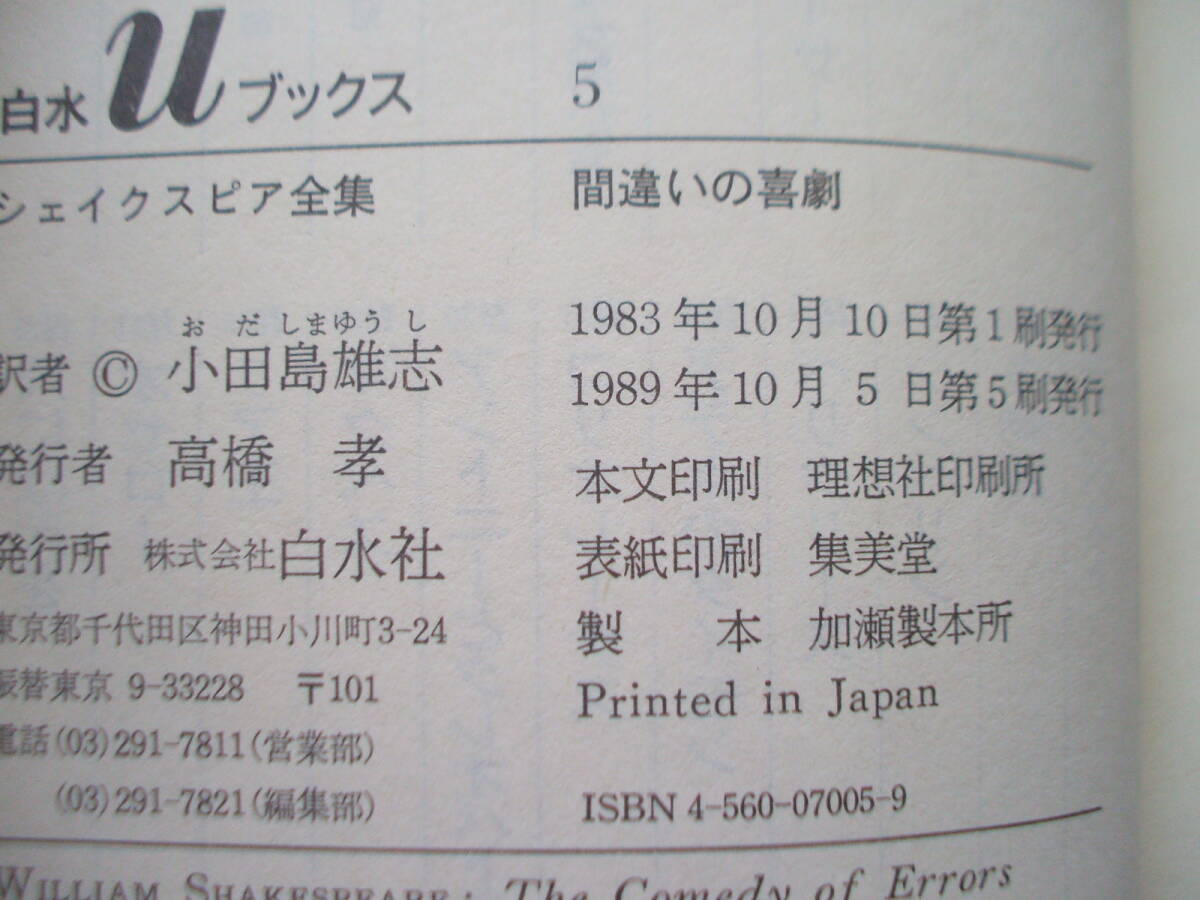 白水uブックス 5
シェイクスピア全集 間違いの喜劇
おだしまゆうし
訳者 © 小田島雄志
発行者 高橋 孝
発行所 株式会社白水社
東京都千代田区神田小川町3-24
振替東京 9-33228 〒101
電話(03)291-7811(営業部)
(03)291-7821(編集部)
1983年10月10日第1刷発行
1989年10月 5 日第5刷発行
本文印刷 理想社印刷所
表紙印刷 集美堂
製 本 加瀬製本所
Printed in Japan
ISBN 4-560-07005-9
WILLIAM SHAKESPEARE: The Comedy of Errors